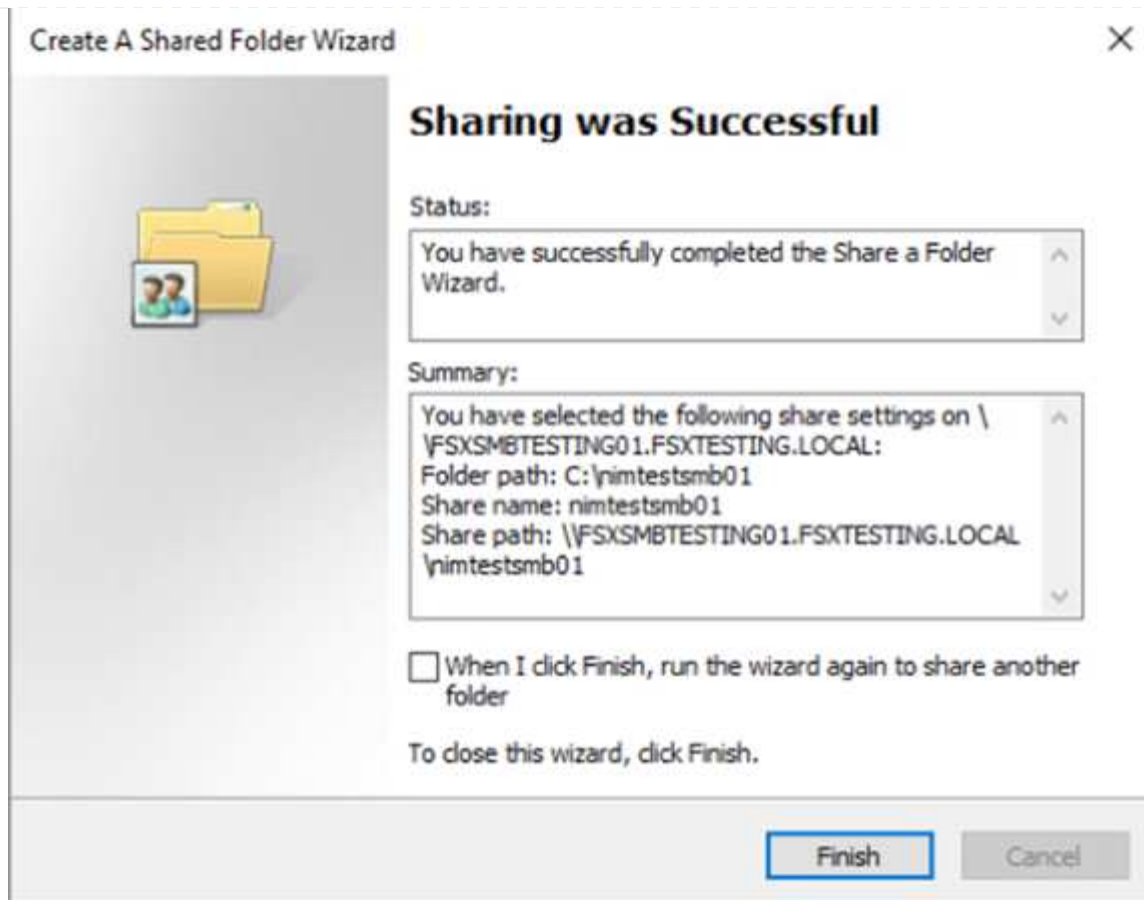 Create A Shared Folder Wizard
Sharing was Successful
Status:
You have successfully completed the Share a Folder
Wizard.
Summary:
You have selected the following share settings on \
\FSXSMBTESTING01.FSXTESTING.LOCAL:
Folder path: C:\nimtestsmb01
Share name: nimtestsmb01
Share path: \\FSXSMBTESTING01.FSXTESTING.LOCAL
\nimtestsmb01
When I click Finish, run the wizard again to share another
folder
To close this wizard, click Finish.
Finish
Cancel